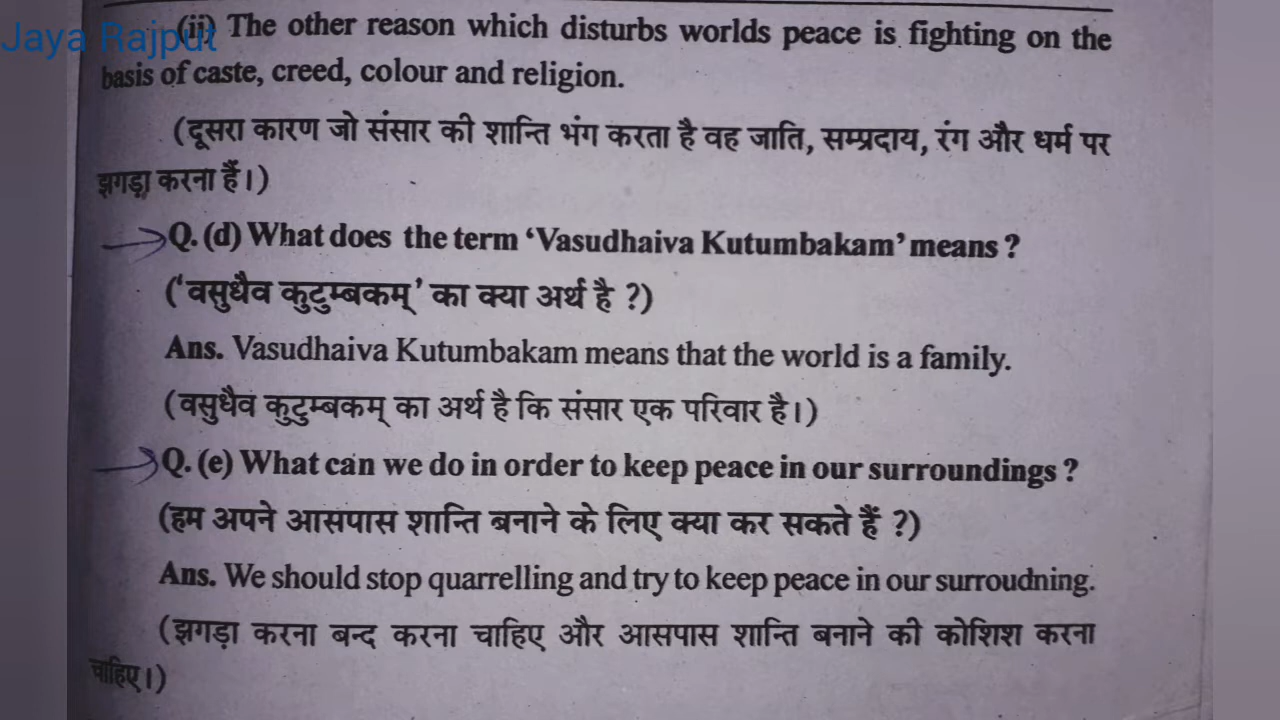 Jaya Rajput
(ii) The other reason which disturbs worlds peace is fighting on the
basis of caste, creed, colour and religion.
(दूसरा कारण जो संसार की शान्ति भंग करता है वह जाति, सम्प्रदाय, रंग और धर्म पर
झगड़ा करना हैं।)
Q. (d) What does the term ‘Vasudhaiva Kutumbakam’ means ?
(‘वसुधैव कुटुम्बकम्’ का क्या अर्थ है ?)
Ans. Vasudhaiva Kutumbakam means that the world is a family.
(वसुधैव कुटुम्बकम् का अर्थ है कि संसार एक परिवार है।)
Q. (e) What can we do in order to keep peace in our surroundings ?
(हम अपने आसपास शान्ति बनाने के लिए क्या कर सकते हैं ?)
Ans. We should stop quarrelling and try to keep peace in our surroudning.
(झगड़ा करना बन्द करना चाहिए और आसपास शान्ति बनाने की कोशिश करना
चाहिए।)